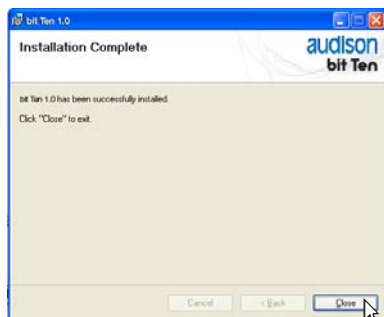 bit Ten 1.0
Installation Complete
audison
bit Ten
bit Ten 1.0 has been successfully installed.
Click "Close" to exit.
Cancel
< Back
Close